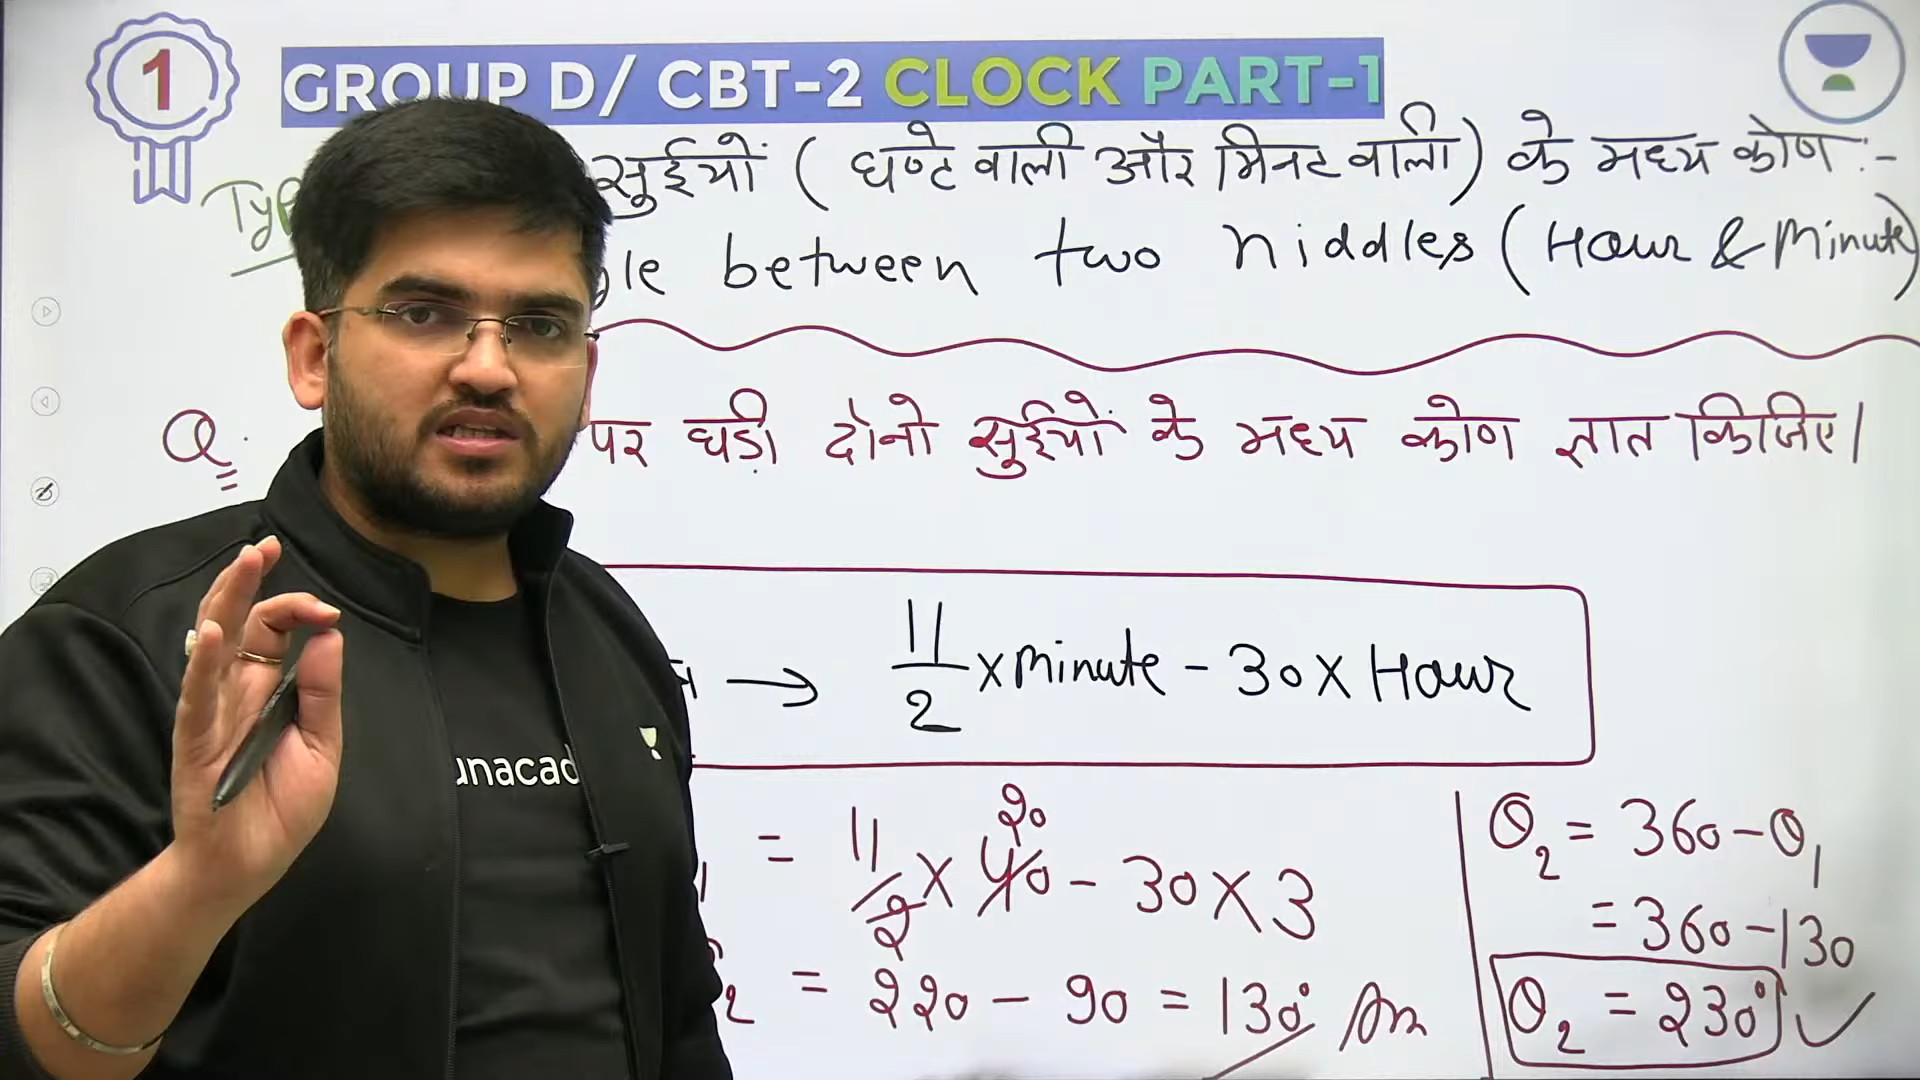 1
GROUP D/ CBT-2 CLOCK PART-1
सुईयों ( घण्टे वाली और मिनट वाली) के मध्य कोण :-
between two niddles (Hour & Minute)
Q.
पर घडी दोनो सुईयों के मध्य कोण ज्ञात किजिए।
→ 11/2 × Minute - 30 × Hour
= 11/2 × 40 - 30 × 3
20
= 220 - 90 = 130° Ans
θ2 = 360 - θ1
= 360 - 130
θ2 = 230° ✓
unacad